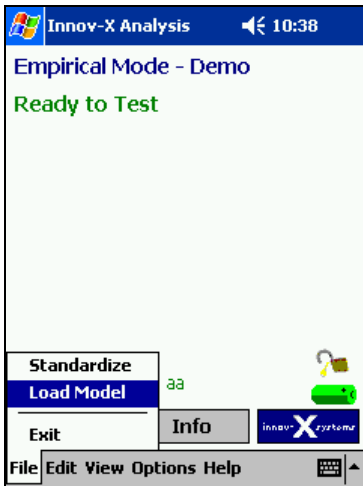 Innov-X Analysis 10:38
Empirical Mode - Demo
Ready to Test
Standardize
Load Model
aa
Exit
Info
innov-X systems
File Edit View Options Help